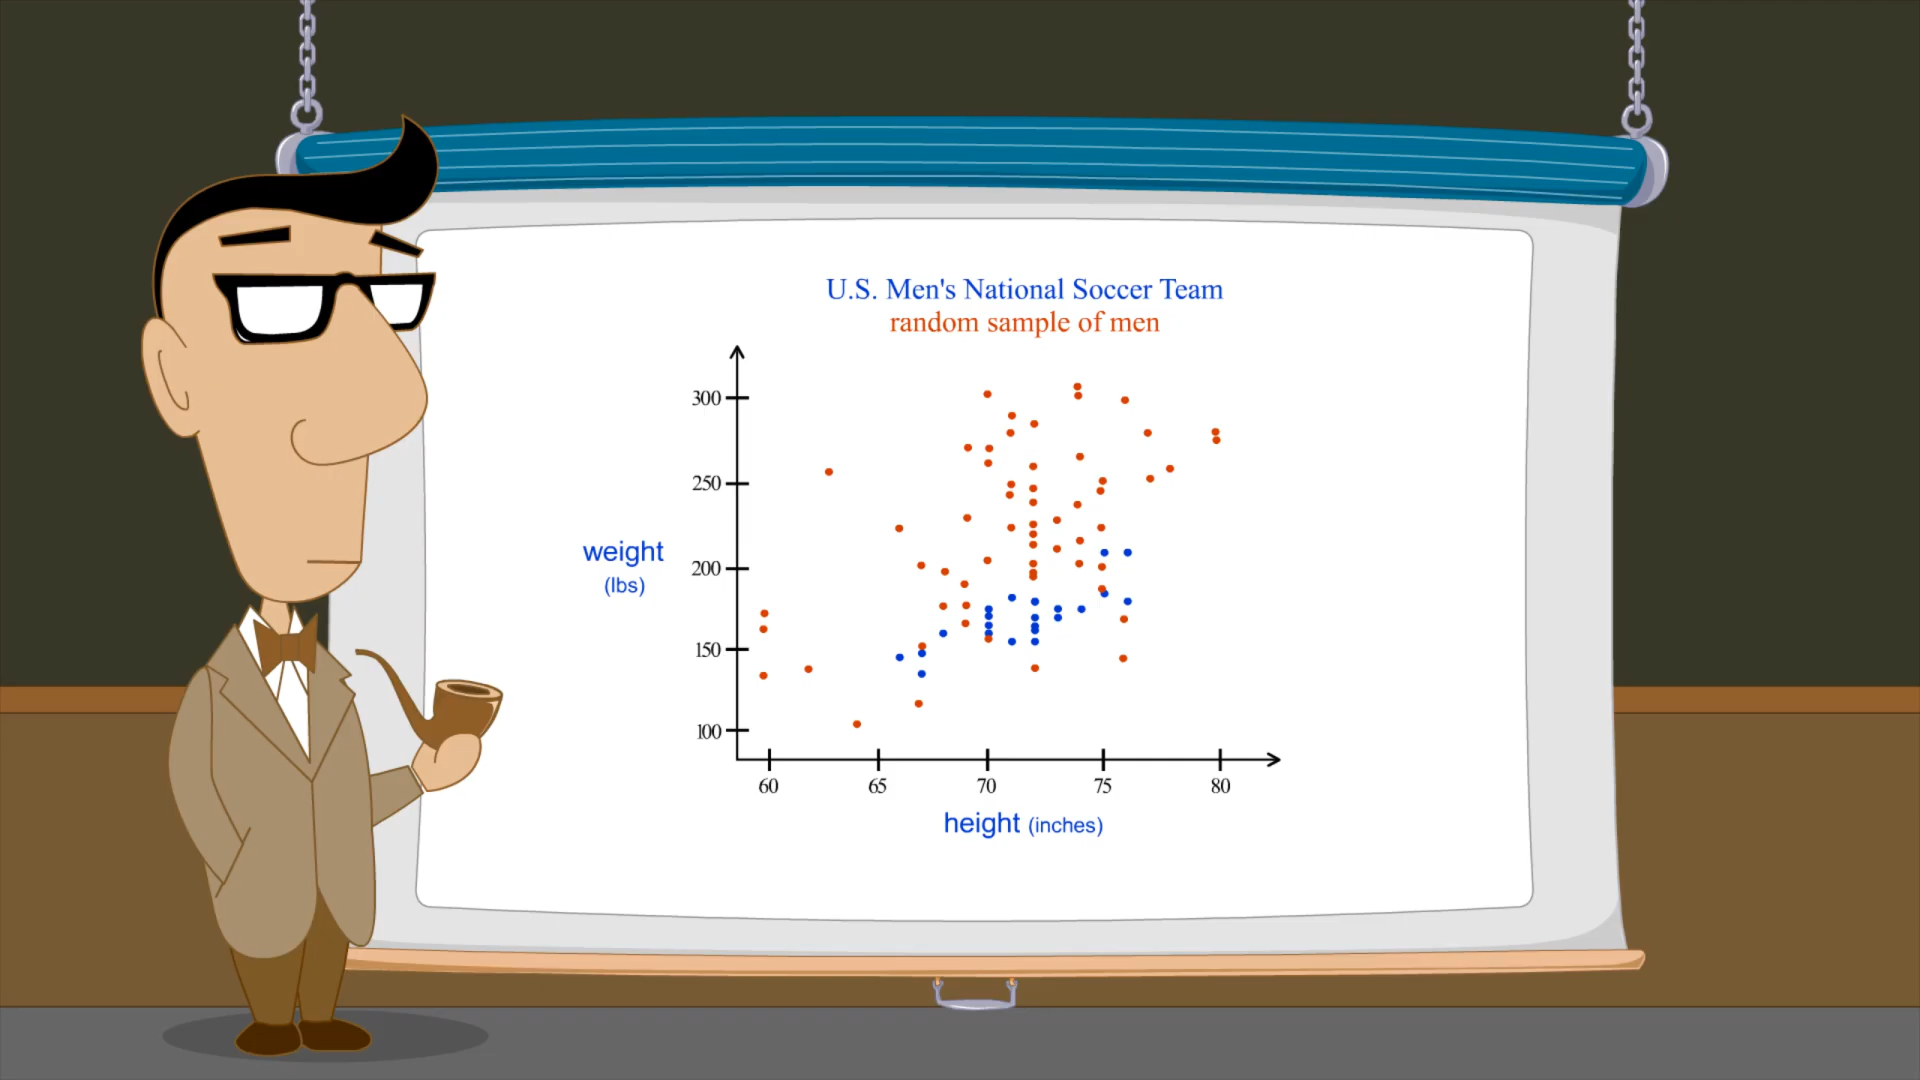 U.S. Men's National Soccer Team
random sample of men
300
250
weight
(lbs)
200
150
100
60 65 70 75 80
height (inches)